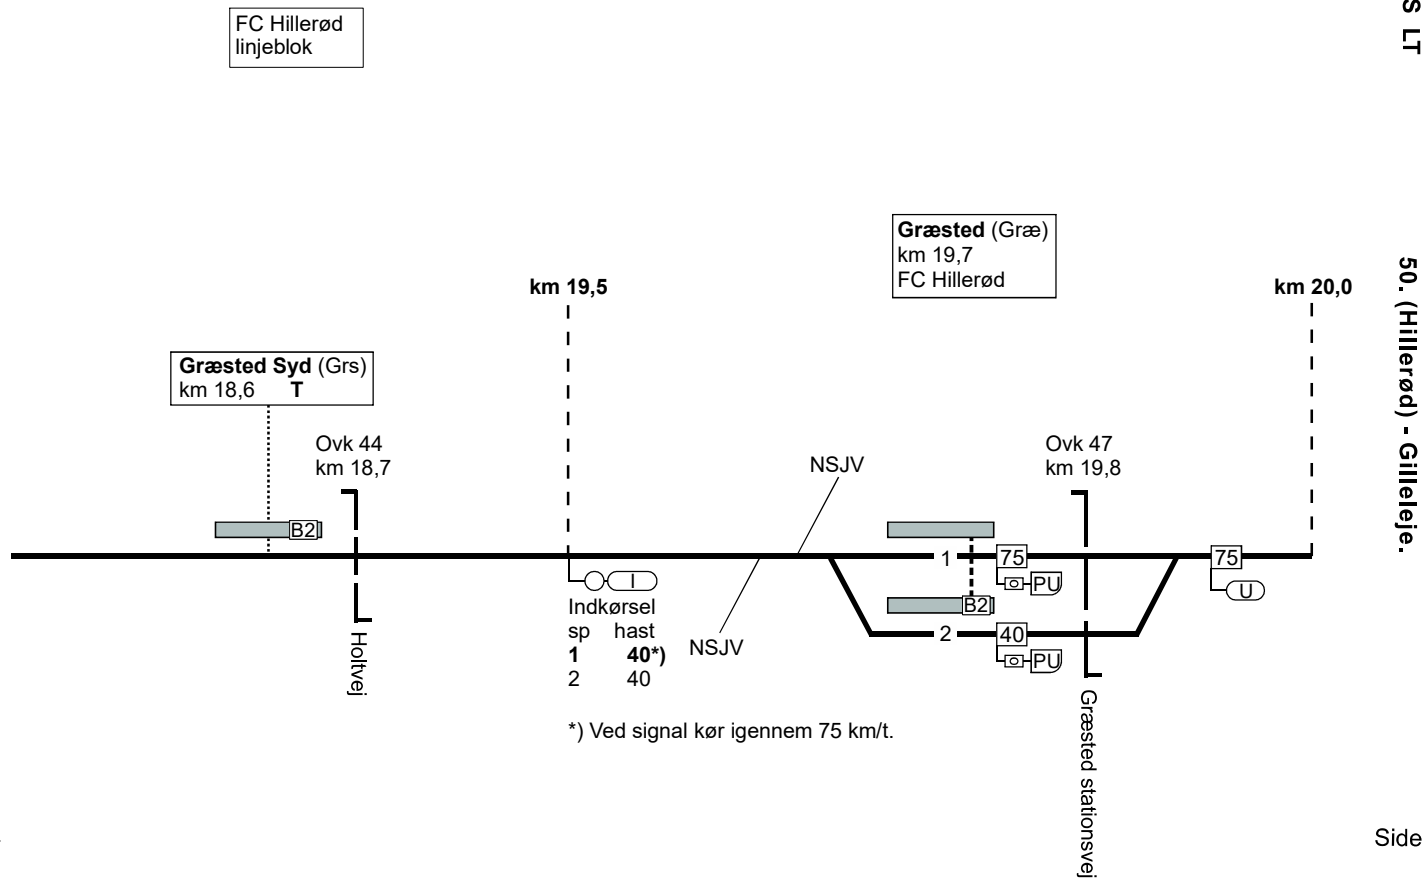 FC Hillerød
linjeblok
S LT
Græsted (Græ)
km 19,7
FC Hillerød
km 19,5
km 20,0
50. (Hillerød) - Gilleleje.
Græsted Syd (Grs)
km 18,6 T
Ovk 44
km 18,7
Ovk 47
km 19,8
NSJV
B2
1
75
75
I
PU
U
Indkørsel
sp hast
1 40*)
2 40
B2
2
40
NSJV
PU
Holtvej
*) Ved signal kør igennem 75 km/t.
Græsted stationsvej
Side